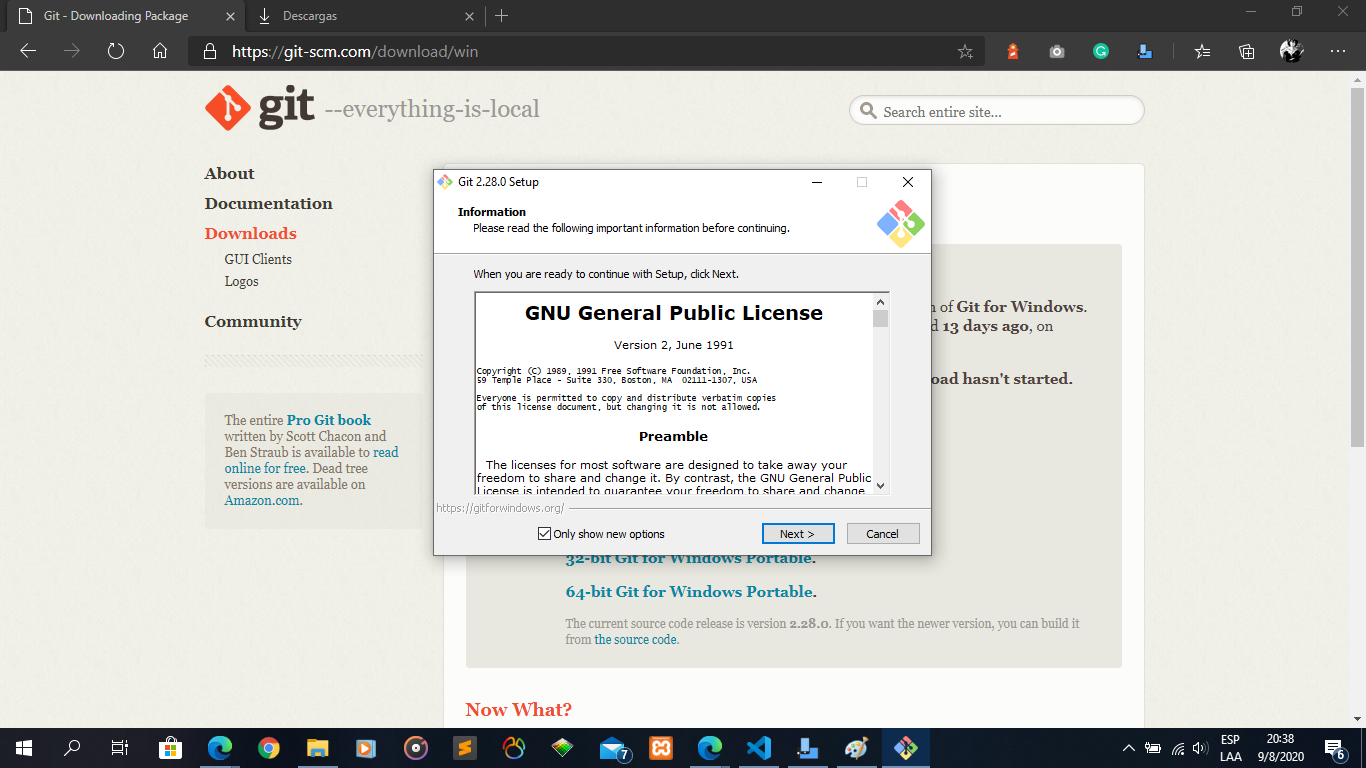 Git - Downloading Package
Descargas
https://git-scm.com/download/win
git --everything-is-local
Search entire site...
About
Documentation
Downloads
GUI Clients
Logos
Community
The entire Pro Git book
written by Scott Chacon and
Ben Straub is available to read
online for free. Dead tree
versions are available on
Amazon.com.
Git 2.28.0 Setup
Information
Please read the following important information before continuing.
When you are ready to continue with Setup, click Next.
GNU General Public License
Version 2, June 1991
Copyright (C) 1989, 1991 Free Software Foundation, Inc.
59 Temple Place - Suite 330, Boston, MA 02111-1307, USA
Everyone is permitted to copy and distribute verbatim copies
of this license document, but changing it is not allowed.
Preamble
The licenses for most software are designed to take away your
freedom to share and change it. By contrast, the GNU General Public
License is intended to guarantee your freedom to share and change
https://gitforwindows.org/
Only show new options
Next >
Cancel
of Git for Windows.
13 days ago, on
hasn't started.
32-bit Git for Windows Portable.
64-bit Git for Windows Portable.
The current source code release is version 2.28.0. If you want the newer version, you can build it
from the source code.
Now What?
7
ESP
LAA
20:38
9/8/2020
6